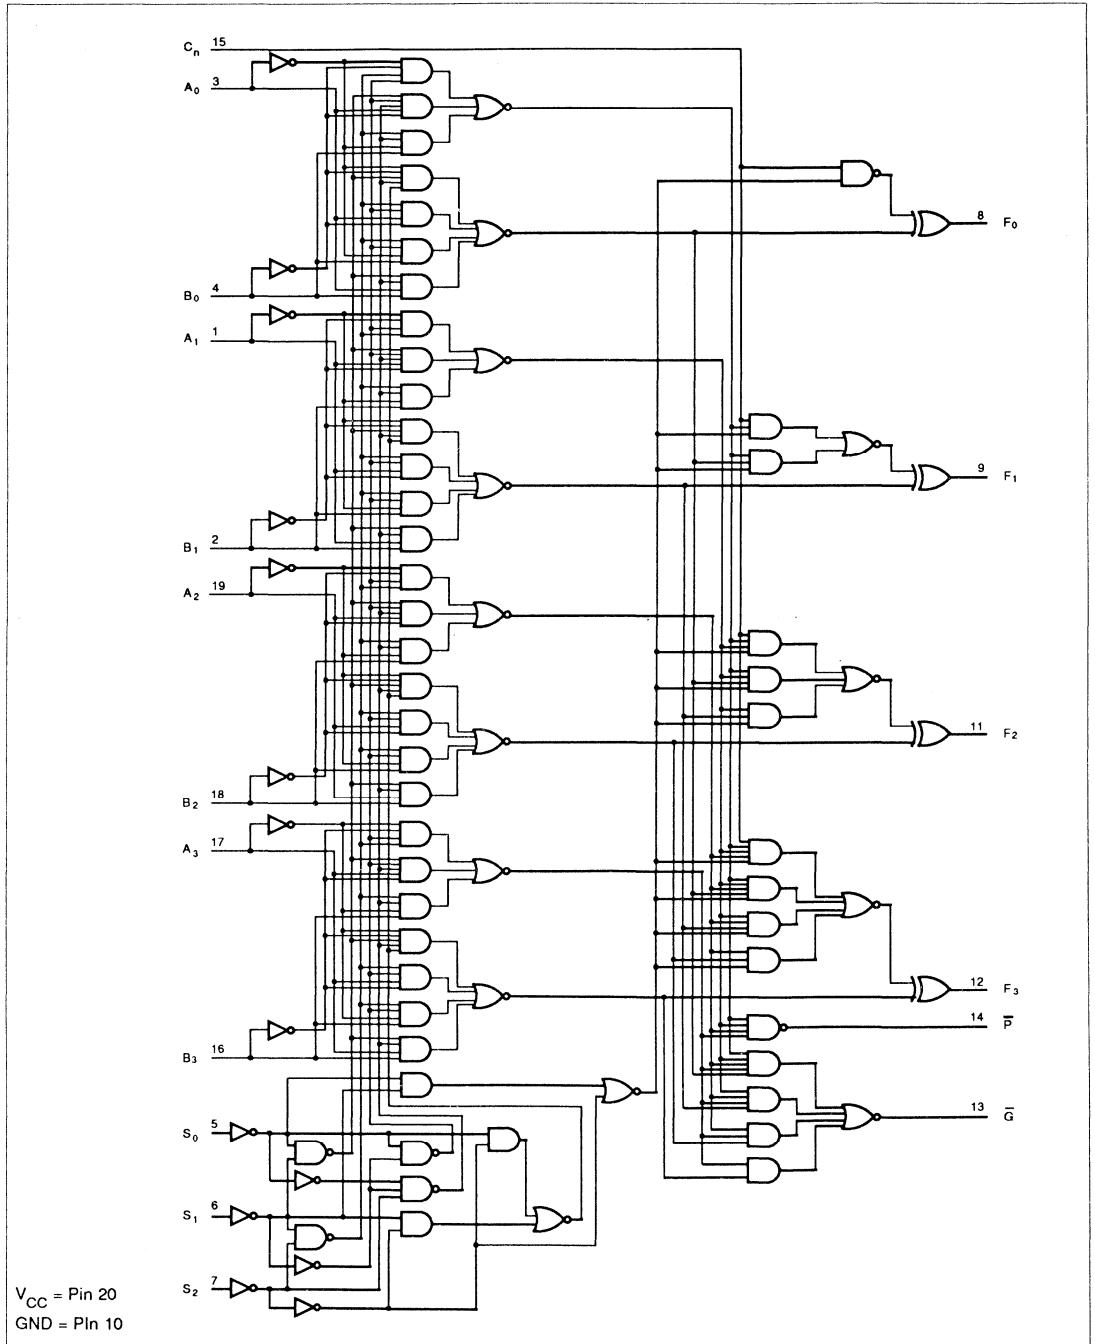 Cn 15
A0 3
B0 4
8 F0
A1 1
B1 2
9 F1
A2 19
B2 18
11 F2
A3 17
B3 16
12 F3
14 P̅
13 G̅
S0 5
S1 6
S2 7
VCC = Pin 20
GND = PIn 10